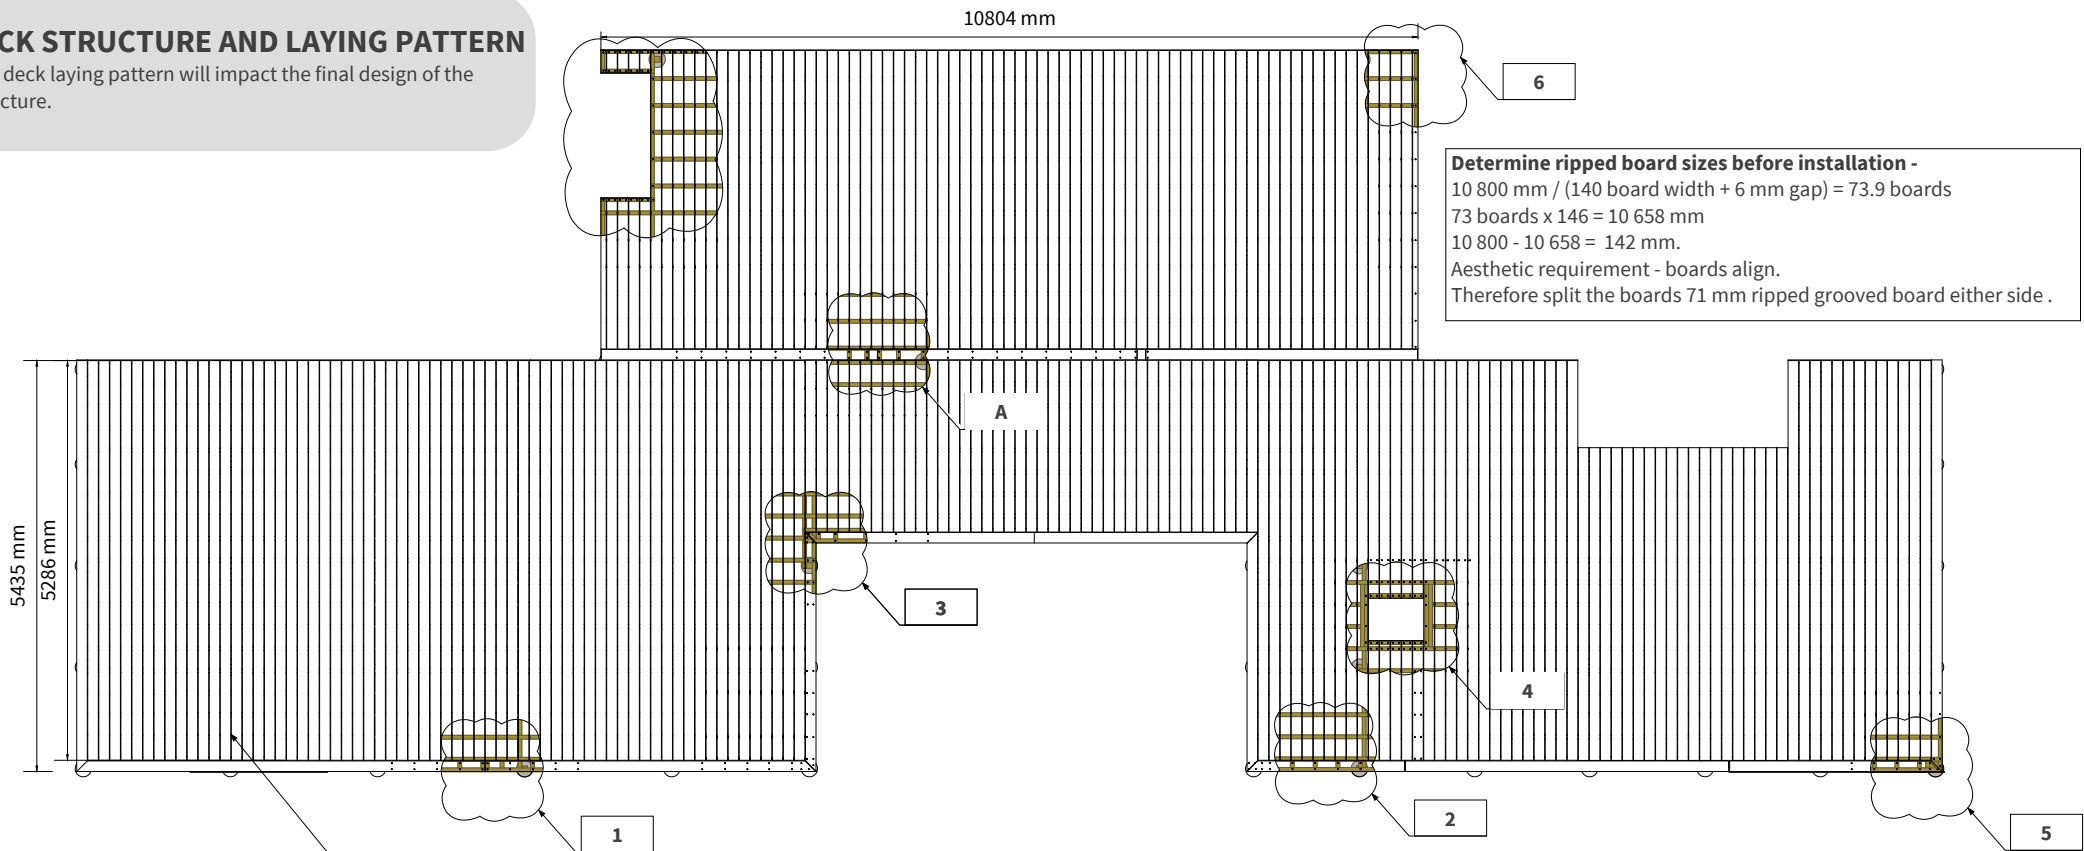 CK STRUCTURE AND LAYING PATTERN
deck laying pattern will impact the final design of the
cture.
10804 mm
6
Determine ripped board sizes before installation -
10 800 mm / (140 board width + 6 mm gap) = 73.9 boards
73 boards x 146 = 10 658 mm
10 800 - 10 658 = 142 mm.
Aesthetic requirement - boards align.
Therefore split the boards 71 mm ripped grooved board either side .
A
5435 mm
5286 mm
3
4
1
2
5